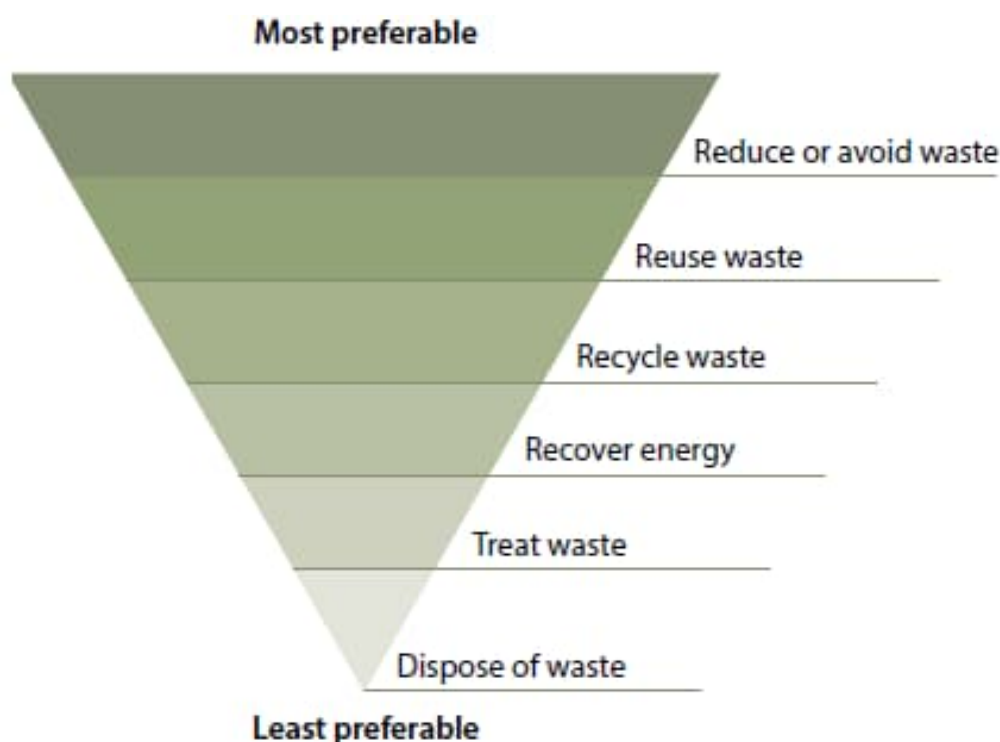 Most preferable
Reduce or avoid waste
Reuse waste
Recycle waste
Recover energy
Treat waste
Dispose of waste
Least preferable